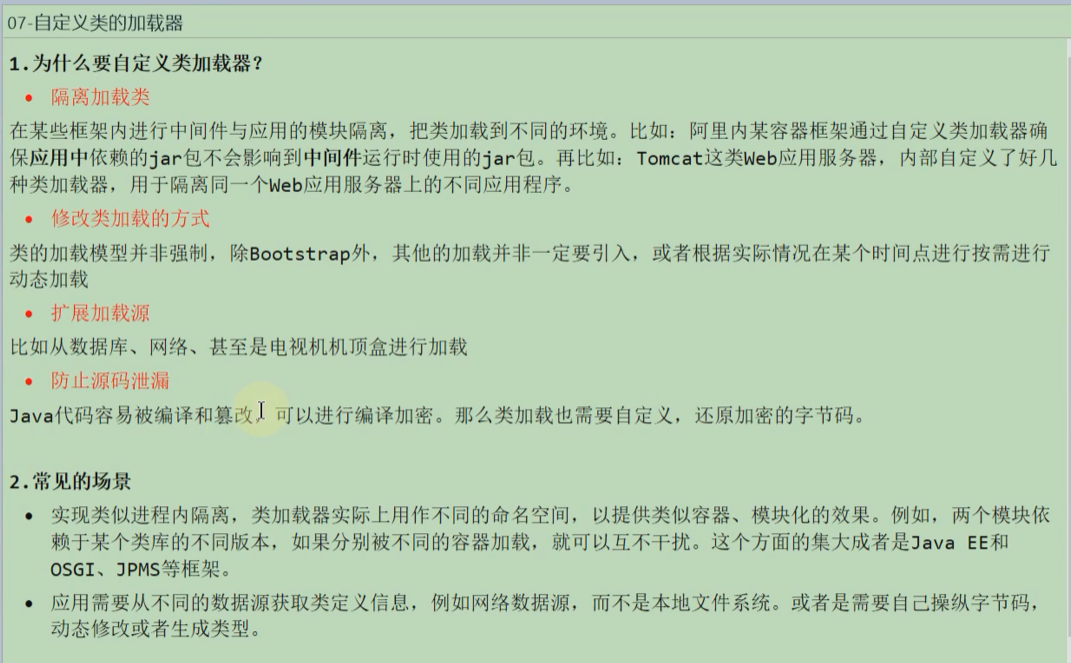 07-自定义类的加载器
1.为什么要自定义类加载器？
• 隔离加载类
在某些框架内进行中间件与应用的模块隔离，把类加载到不同的环境。比如：阿里内某容器框架通过自定义类加载器确
保应用中依赖的jar包不会影响到中间件运行时使用的jar包。再比如：Tomcat这类Web应用服务器，内部自定义了好几
种类加载器，用于隔离同一个Web应用服务器上的不同应用程序。
• 修改类加载的方式
类的加载模型并非强制，除Bootstrap外，其他的加载并非一定要引入，或者根据实际情况在某个时间点进行按需进行
动态加载
• 扩展加载源
比如从数据库、网络、甚至是电视机机顶盒进行加载
• 防止源码泄漏
Java代码容易被编译和篡改，可以进行编译加密。那么类加载也需要自定义，还原加密的字节码。
2.常见的场景
• 实现类似进程内隔离，类加载器实际上用作不同的命名空间，以提供类似容器、模块化的效果。例如，两个模块依
赖于某个类库的不同版本，如果分别被不同的容器加载，就可以互不干扰。这个方面的集大成者是Java EE和
OSGI、JPMS等框架。
• 应用需要从不同的数据源获取类定义信息，例如网络数据源，而不是本地文件系统。或者是需要自己操纵字节码，
动态修改或者生成类型。